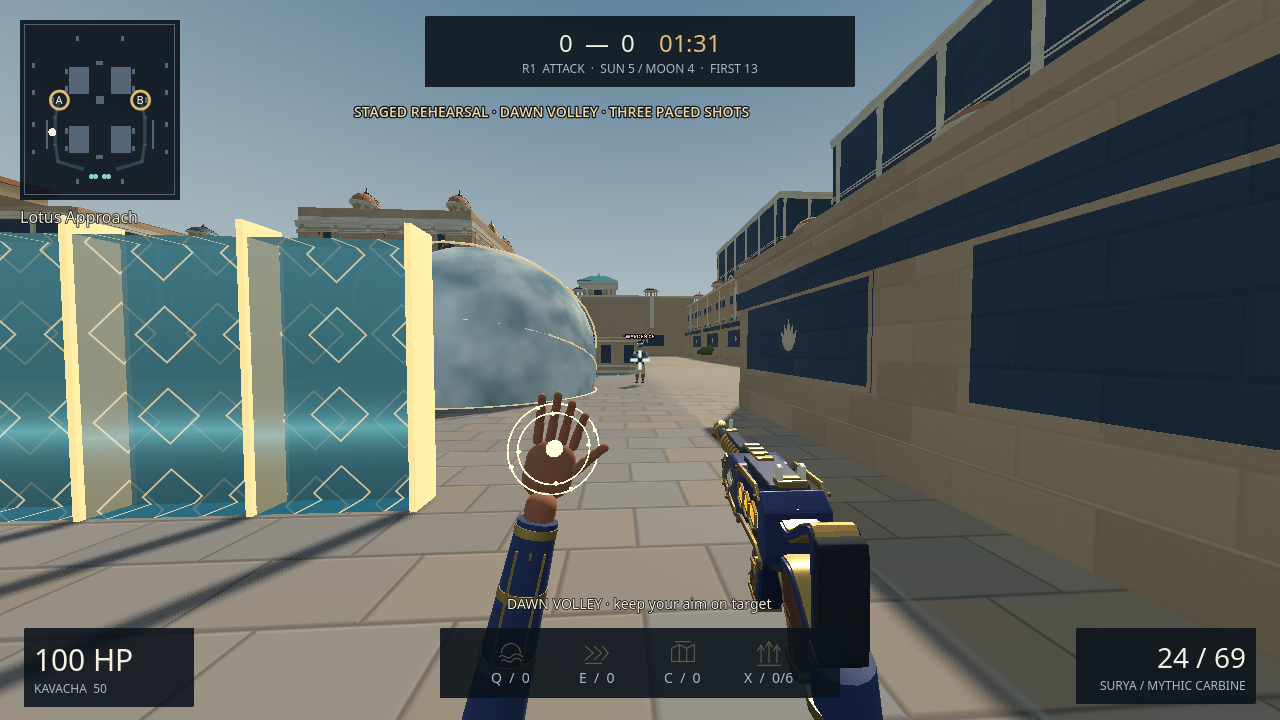 A
B
Lotus Approach
0 — 0 01:31
R1 ATTACK · SUN 5 / MOON 4 · FIRST 13
STAGED REHEARSAL · DAWN VOLLEY · THREE PACED SHOTS
DAWN VOLLEY · keep your aim on target
100 HP
KAVACHA 50
Q / 0
E / 0
C / 0
X / 0/6
24 / 69
SURYA / MYTHIC CARBINE